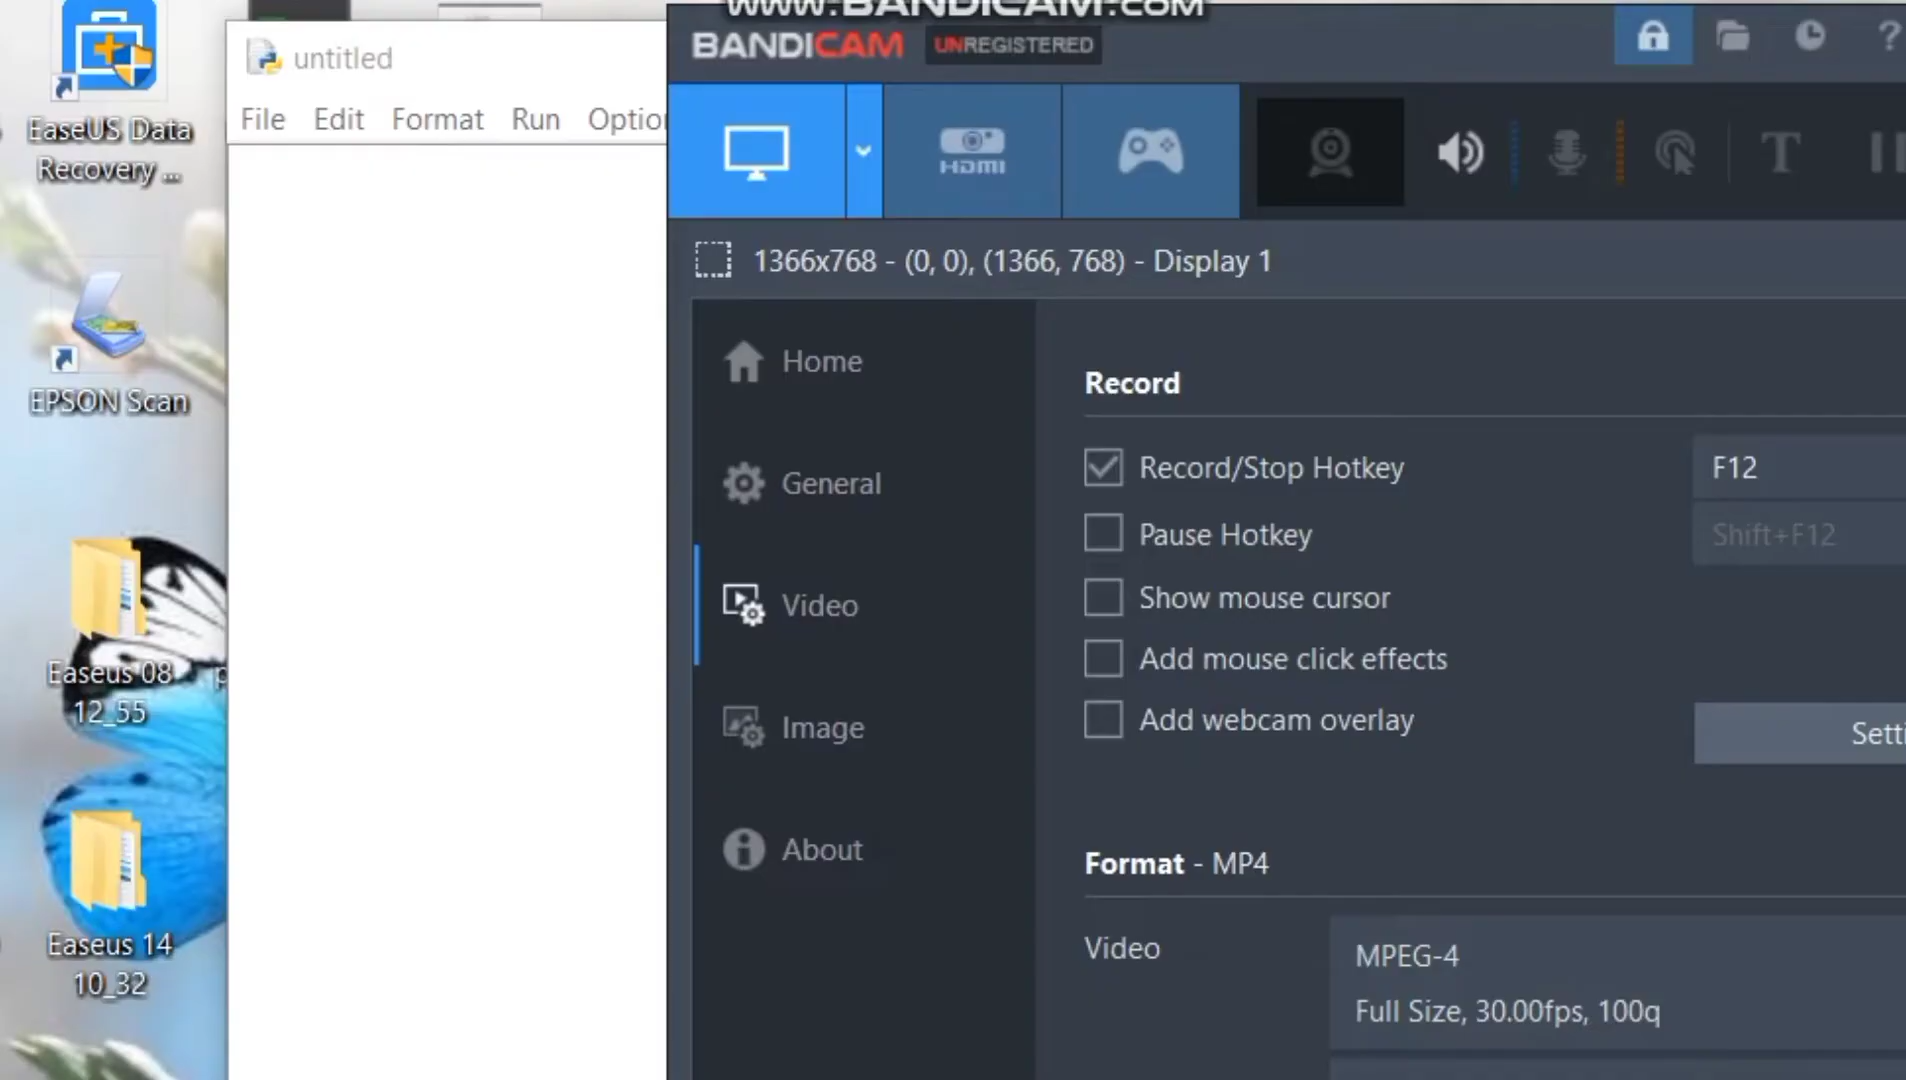 www.BANDICAM.com
EaseUS Data
Recovery ...
EPSON Scan
Easeus 08
12_55
Easeus 14
10_32
untitled
File Edit Format Run
BANDICAM UNREGISTERED
?
HDMI
T
1366x768 - (0, 0), (1366, 768) - Display 1
Home
General
Video
Image
About
Record
Record/Stop Hotkey F12
Pause Hotkey Shift+F12
Show mouse cursor
Add mouse click effects
Add webcam overlay
Format - MP4
Video
MPEG-4
Full Size, 30.00fps, 100q